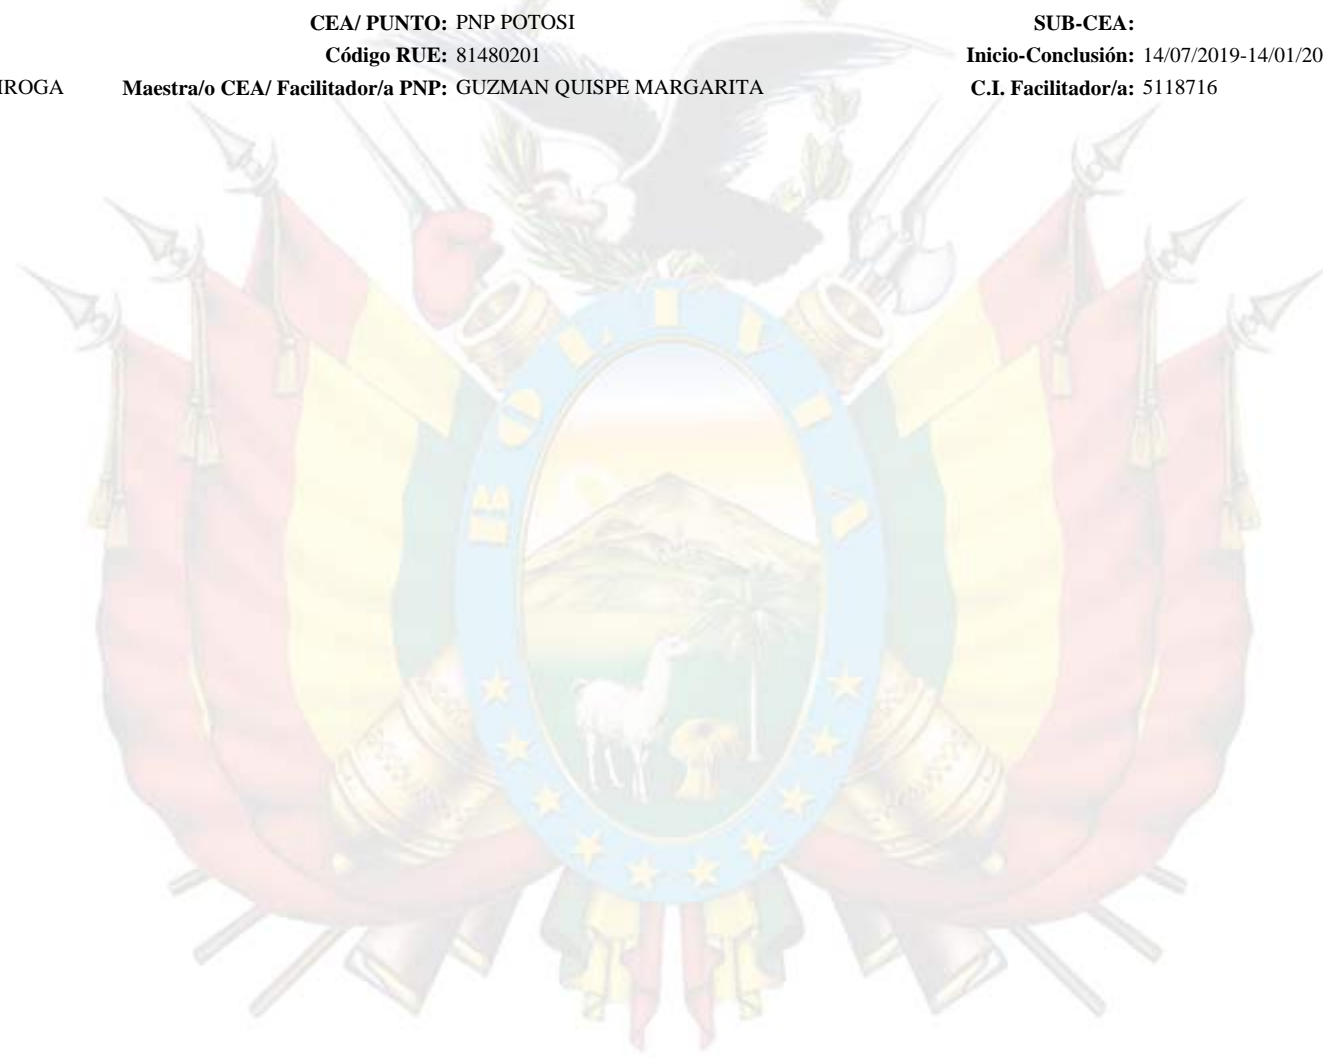 CEA/ PUNTO: PNP POTOSI SUB-CEA:
Código RUE: 81480201 Inicio-Conclusión: 14/07/2019-14/01/20
IROGA Maestra/o CEA/ Facilitador/a PNP: GUZMAN QUISPE MARGARITA C.I. Facilitador/a: 5118716
BOLIVIA